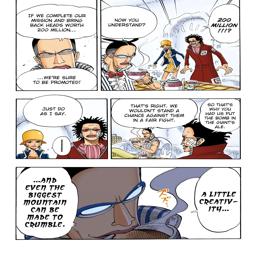 IF WE COMPLETE OUR
MISSION AND BRING
BACK HEADS WORTH
200 MILLION...
NOW YOU
UNDERSTAND?
200
MILLION
!!!?
...WE'RE SURE
TO BE PROMOTED!
JUST DO
AS I SAY.
THAT'S RIGHT. WE
WOULDN'T STAND
A CHANCE AGAINST THEM
IN A FAIR FIGHT.
SO THAT'S
WHY YOU
HAD US PUT
THE BOMB IN
THE GIANT'S
ALE.
...AND
EVEN THE
BIGGEST
MOUNTAIN
CAN BE
MADE TO
CRUMBLE.
A LITTLE
CREATIV-
ITY...